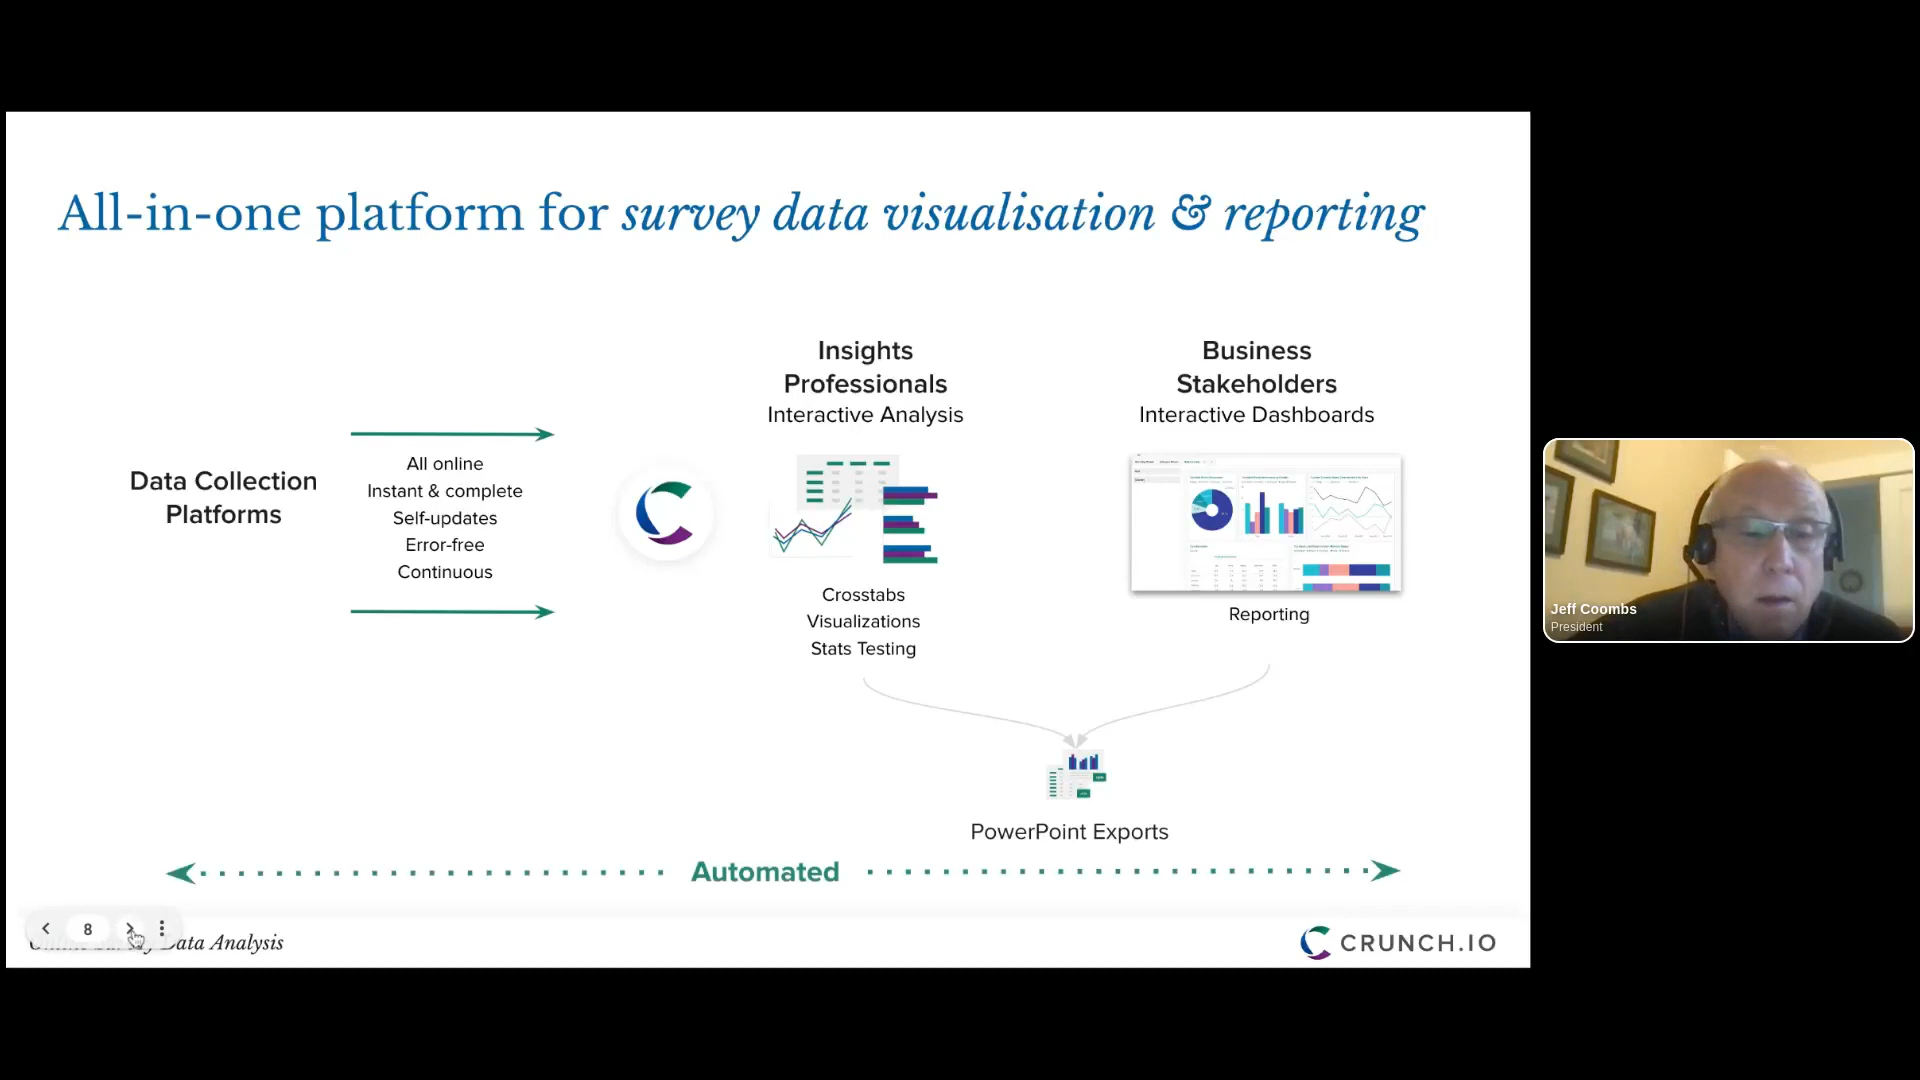 All-in-one platform for survey data visualisation & reporting
Data Collection
Platforms
All online
Instant & complete
Self-updates
Error-free
Continuous
Insights
Professionals
Interactive Analysis
Crosstabs
Visualizations
Stats Testing
Business
Stakeholders
Interactive Dashboards
Reporting
PowerPoint Exports
Automated
8
Data Analysis
CRUNCH.IO
Jeff Coombs
President